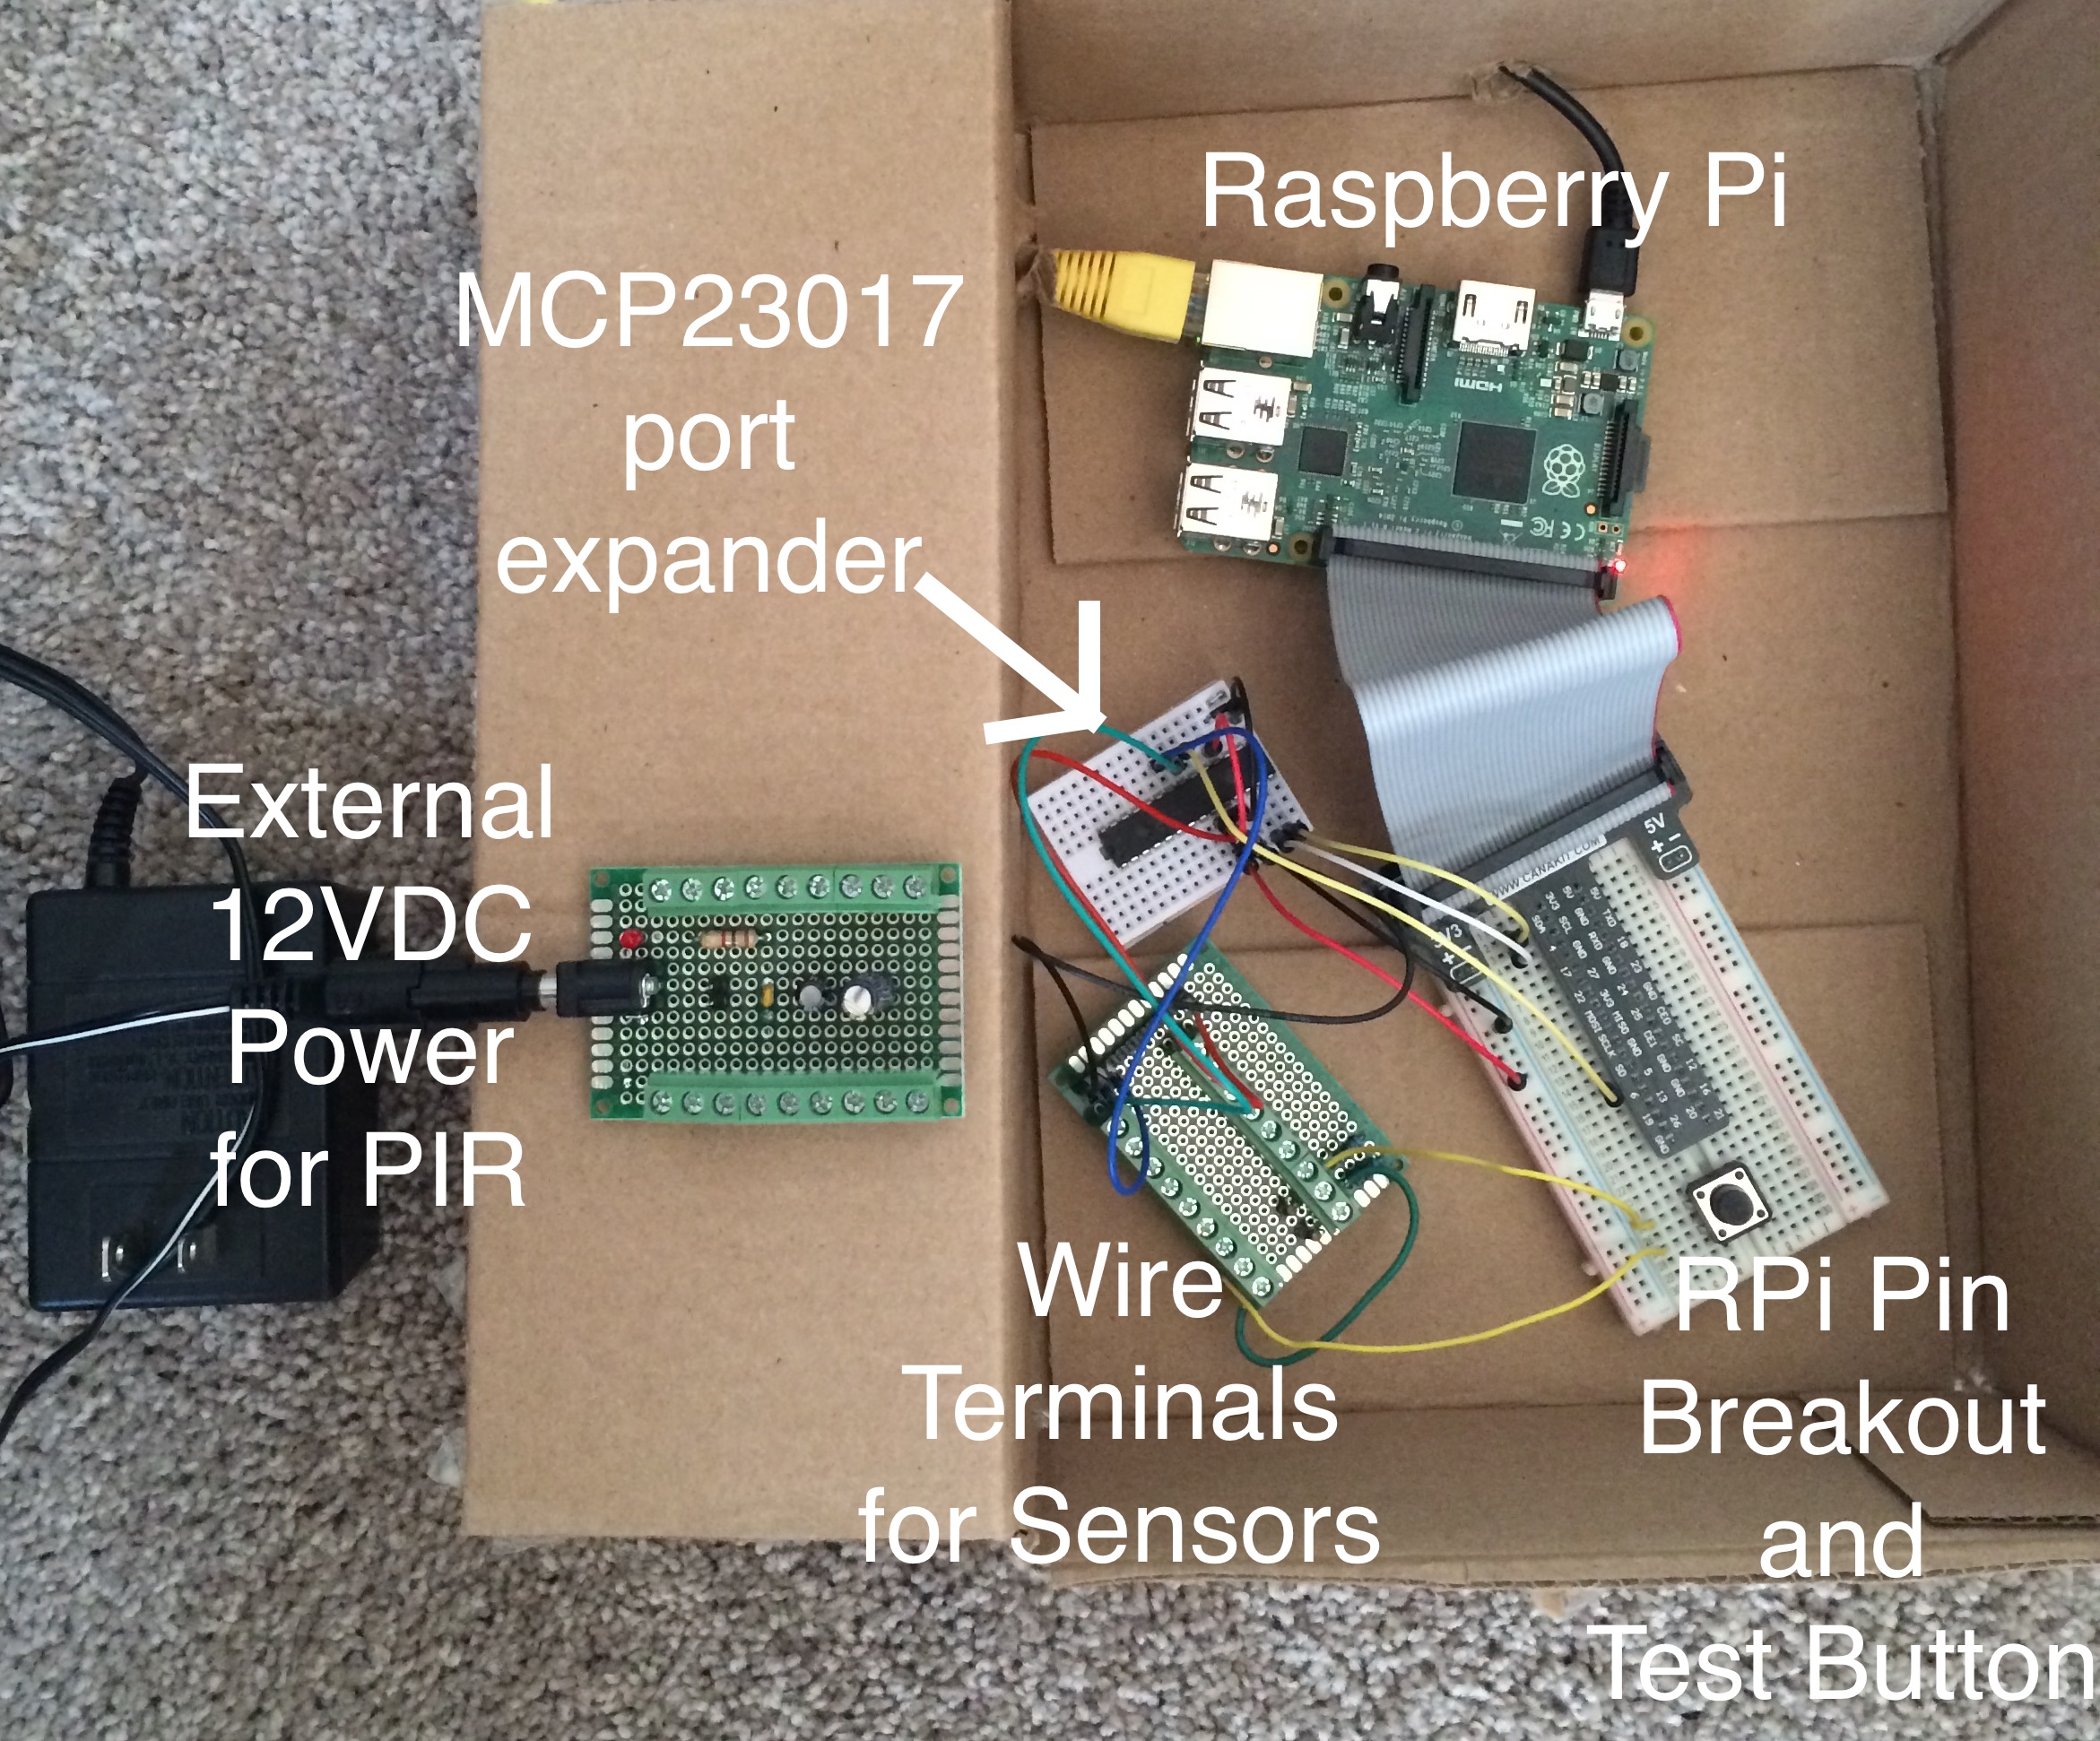 Raspberry Pi
MCP23017
port
expander
HDMI
External
12VDC
Power
for PIR
5V
WWW.CANAKIT.COM
Wire
Terminals
for Sensors
RPi Pin
Breakout
and
Test Button